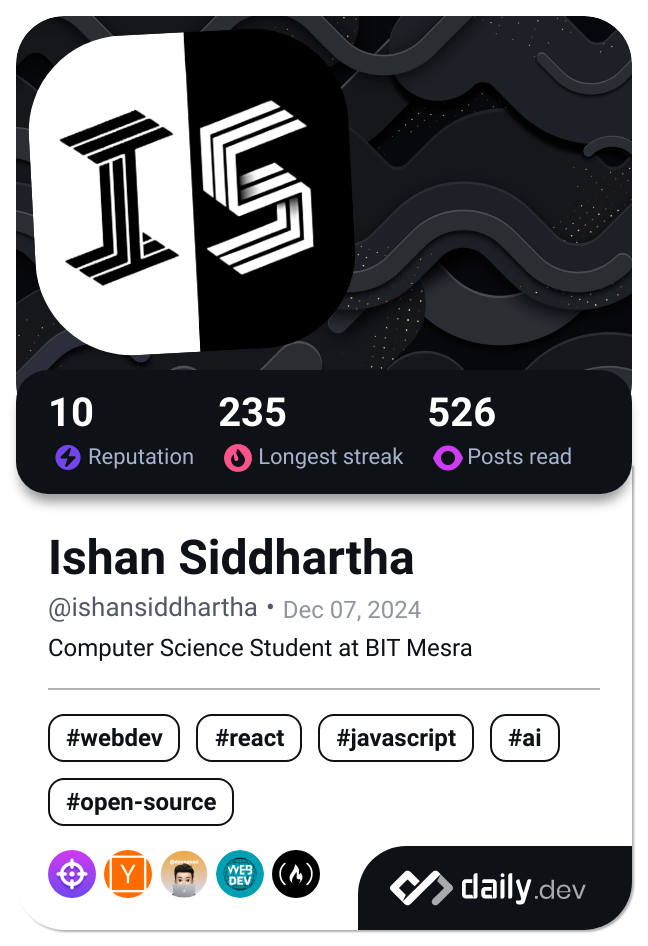 IS
10 235 526
Reputation Longest streak Posts read
Ishan Siddhartha
@ishansiddhartha • Dec 07, 2024
Computer Science Student at BIT Mesra
#webdev #react #javascript #ai
#open-source
Y WEB
DEV
daily.dev